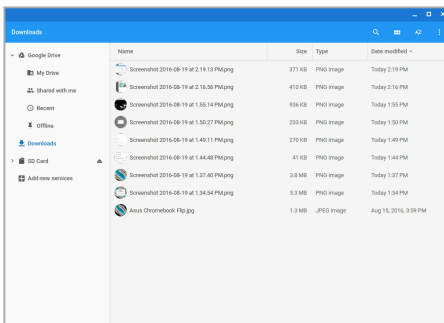 Downloads
Google Drive
My Drive
Shared with me
Recent
Offline
Downloads
SD Card
Add new services
Name Size Type Date modified
Screenshot 2016-08-19 at 2.19.13 PM.png 371 KB PNG image Today 2:19 PM
Screenshot 2016-08-19 at 2.16.56 PM.png 410 KB PNG image Today 2:16 PM
Screenshot 2016-08-19 at 1.55.14 PM.png 936 KB PNG image Today 1:55 PM
Screenshot 2016-08-19 at 1.50.27 PM.png 233 KB PNG image Today 1:50 PM
Screenshot 2016-08-19 at 1.49.11 PM.png 270 KB PNG image Today 1:49 PM
Screenshot 2016-08-19 at 1.44.48 PM.png 41 KB PNG image Today 1:44 PM
Screenshot 2016-08-19 at 1.37.40 PM.png 3.8 MB PNG image Today 1:37 PM
Screenshot 2016-08-19 at 1.34.54 PM.png 3.3 MB PNG image Today 1:34 PM
Asus Chromebook Flip.jpg 1.3 MB JPEG image Aug 15, 2016, 3:59 PM